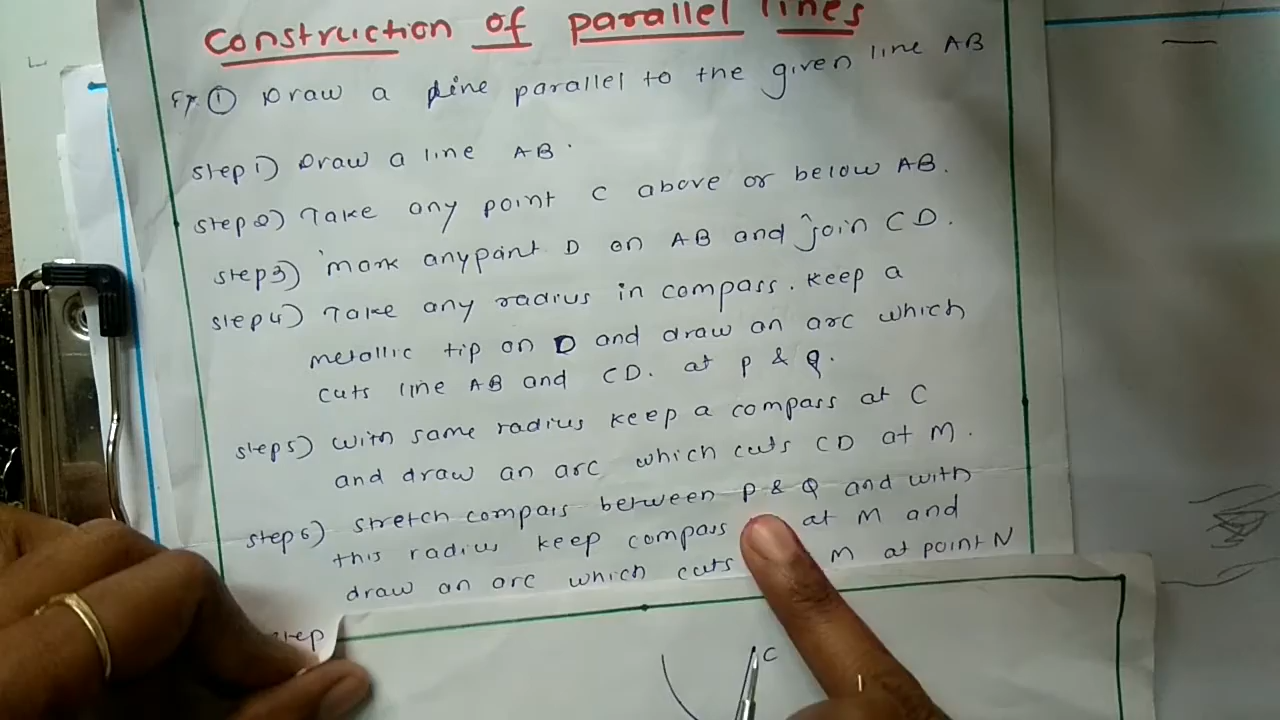 Construction of parallel lines
Ex. ① Draw a line parallel to the given line AB
Step 1) Draw a line AB.
Step 2) Take any point C above or below AB.
Step 3) mark any point D on AB and join CD.
Step 4) Take any radius in compass. Keep a
metallic tip on D and draw an arc which
cuts line AB and CD. at P & Q.
Step 5) with same radius keep a compass at C
and draw an arc which cuts CD at M.
Step 6) stretch compass between P & Q and with
this radius keep compass at M and
draw an arc which cuts M at point N
step
C